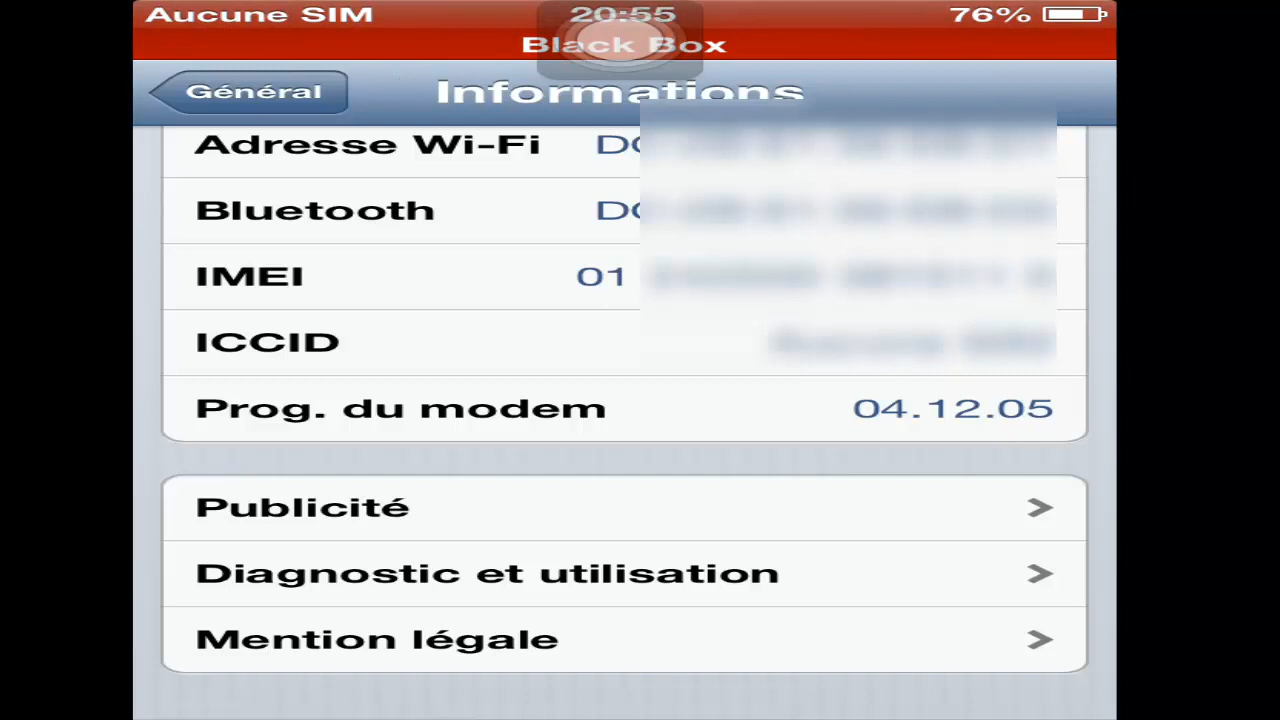 Aucune SIM 20:55 76%
Black Box
Général Informations
Adresse Wi-Fi
Bluetooth
IMEI 01
ICCID
Prog. du modem 04.12.05
Publicité
Diagnostic et utilisation
Mention légale